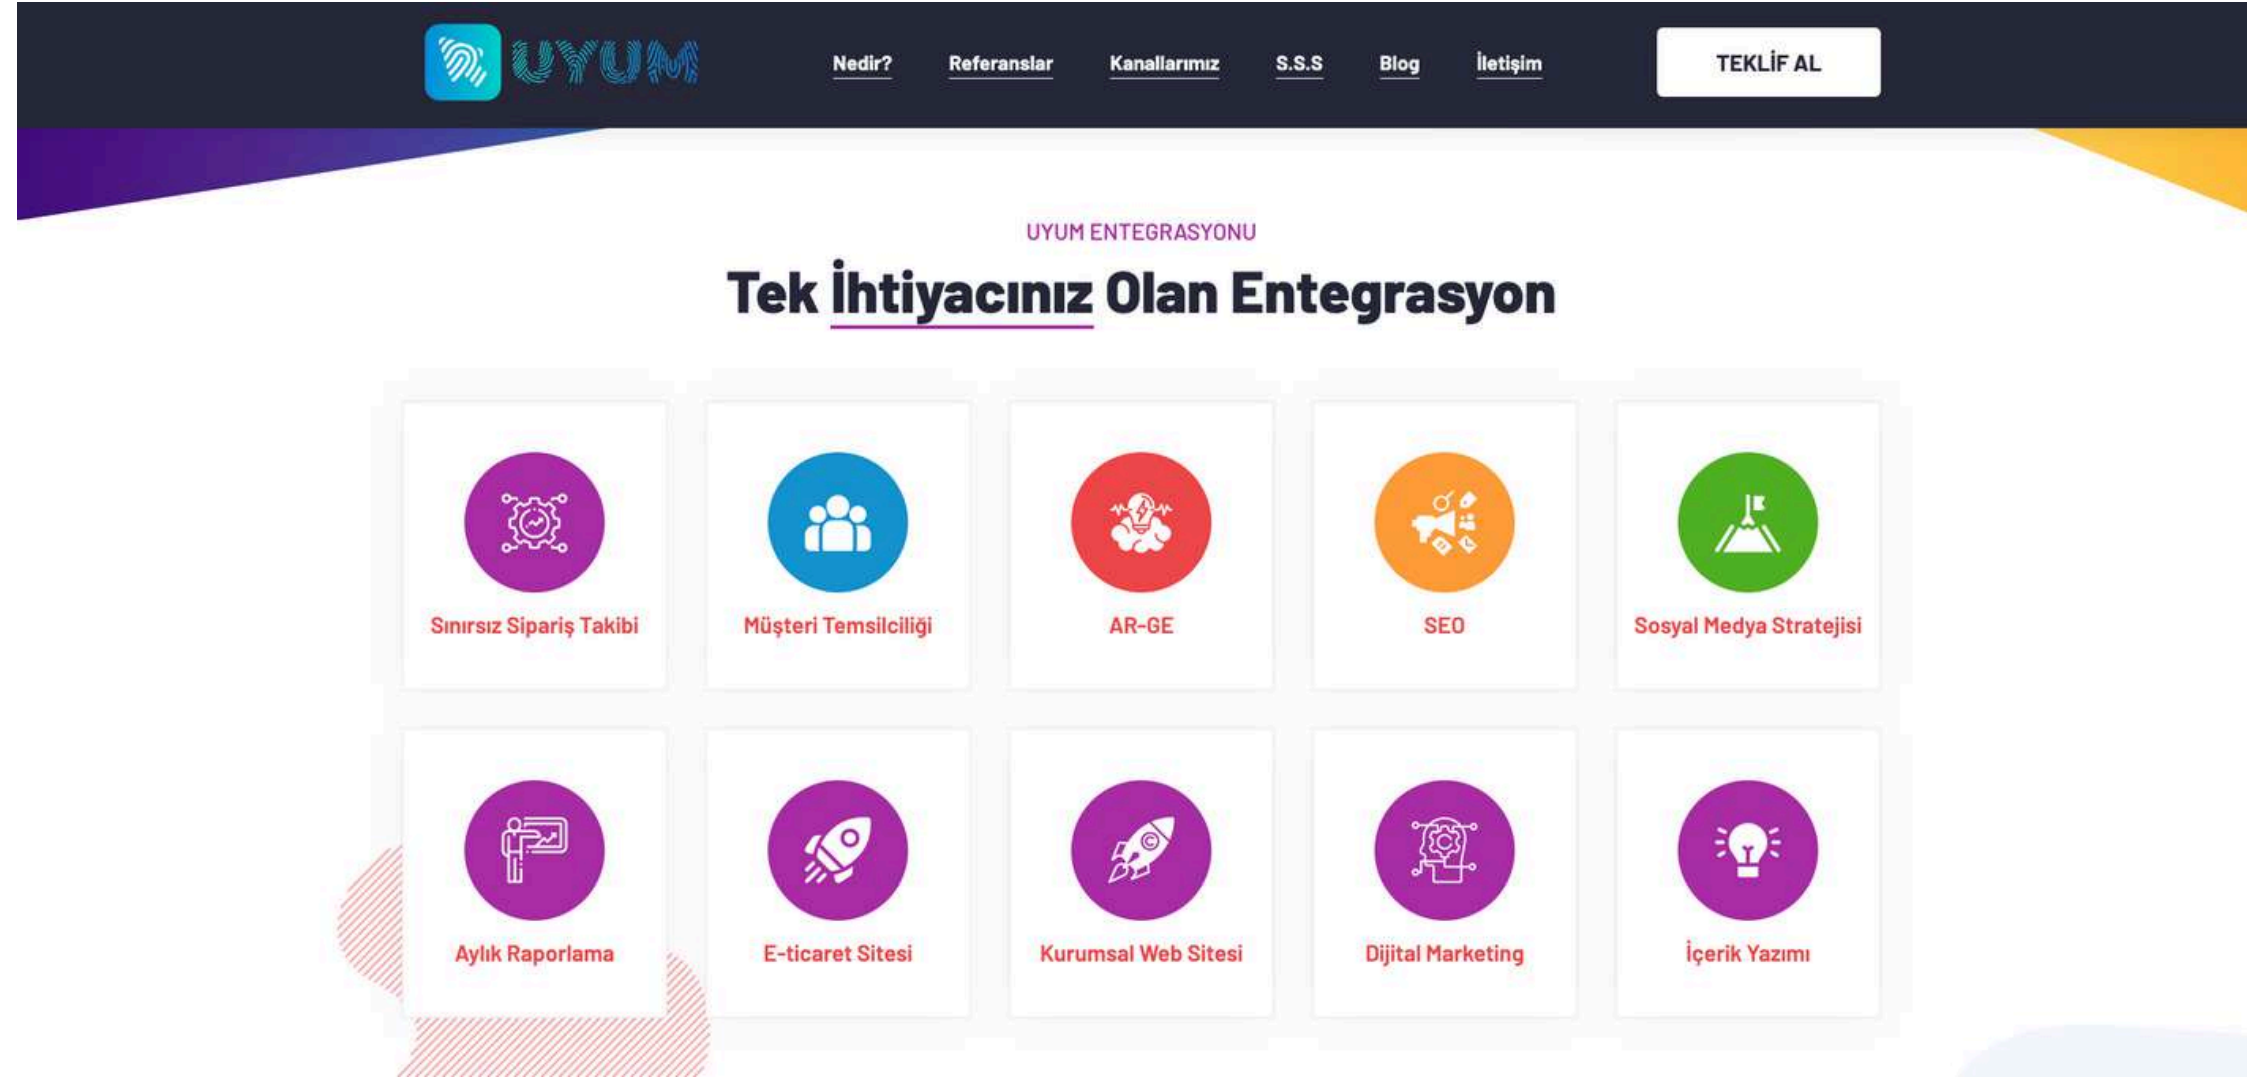 UYUM
Nedir? Referanslar Kanallarımız S.S.S Blog İletişim TEKLİF AL
UYUM ENTEGRASYONU
Tek İhtiyacınız Olan Entegrasyon
Sınırsız Sipariş Takibi
Müşteri Temsilciliği
AR-GE
SEO
Sosyal Medya Stratejisi
Aylık Raporlama
E-ticaret Sitesi
Kurumsal Web Sitesi
Dijital Marketing
İçerik Yazımı